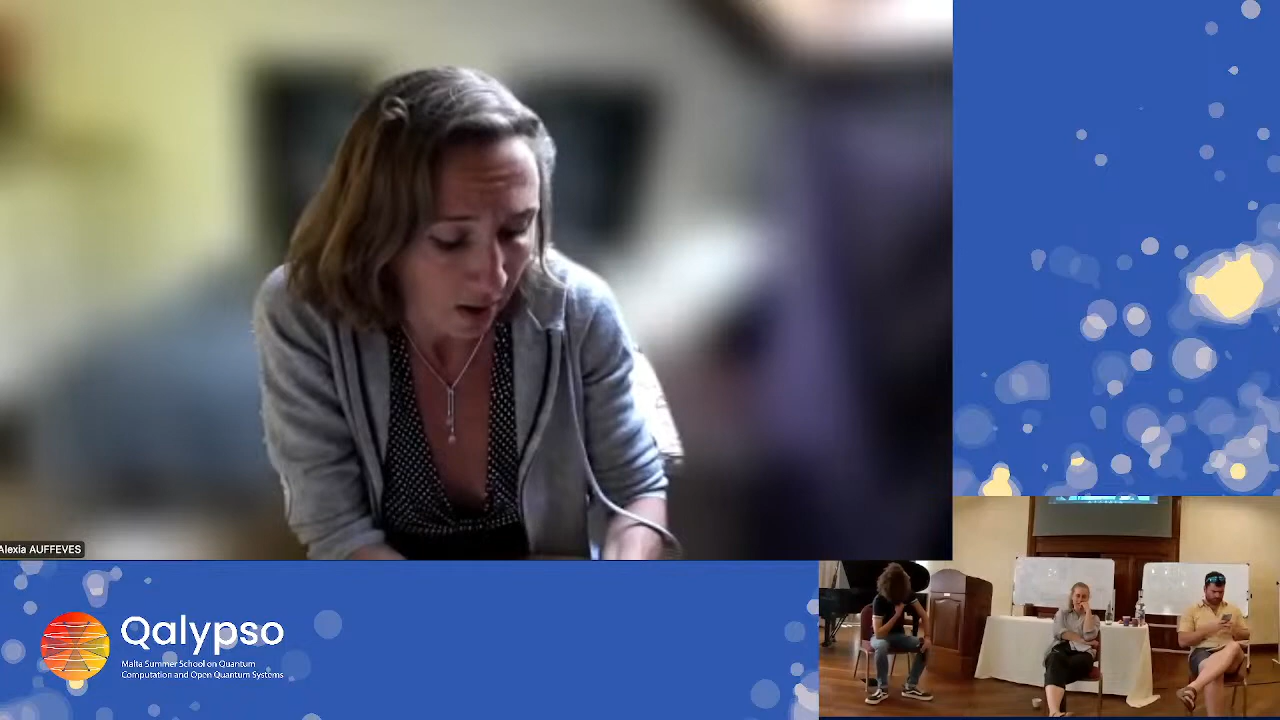 Alexia AUFFEVES
Qalypso
Malta Summer School on Quantum
Computation and Open Quantum Systems